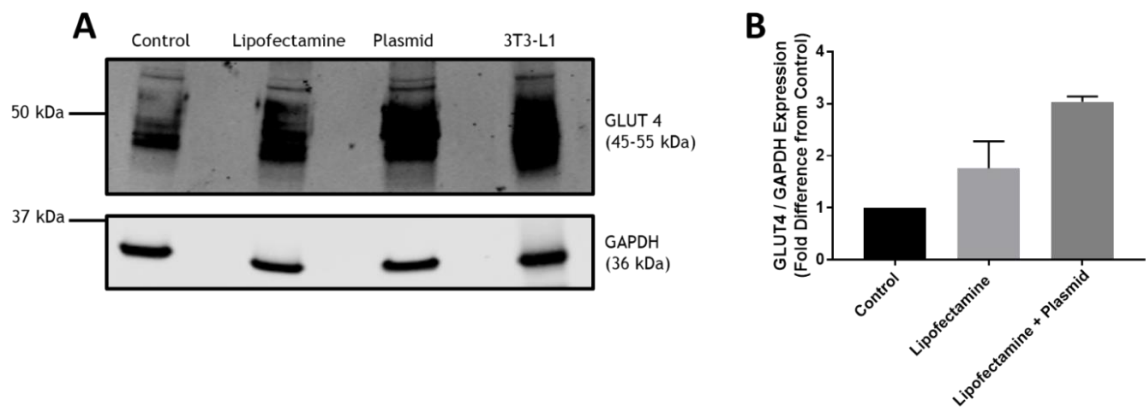 A
Control Lipofectamine Plasmid 3T3-L1
50 kDa
GLUT 4
(45-55 kDa)
37 kDa
GAPDH
(36 kDa)
B
GLUT4 / GAPDH Expression
(Fold Difference from Control)
4
3
2
1
0
Control
Lipofectamine
Lipofectamine + Plasmid